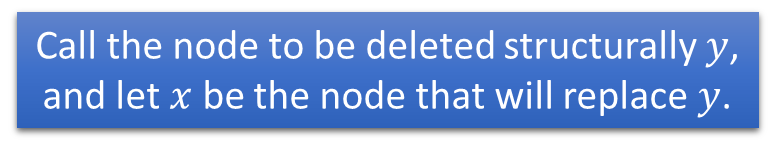 Call the node to be deleted structurally y,
and let x be the node that will replace y.